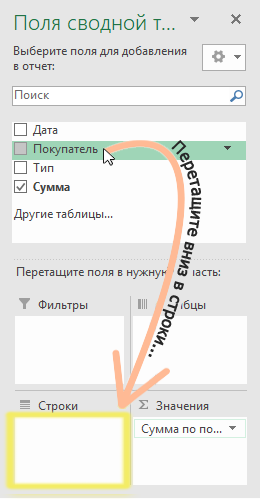 Поля сводной т...
Выберите поля для добавления
в отчет:
Поиск
Дата
Покупатель
Тип
Сумма
Другие таблицы...
Перетащите вниз в строки...
Перетащите поля в нужную область:
Фильтры
Строки
Значения
Сумма по по...